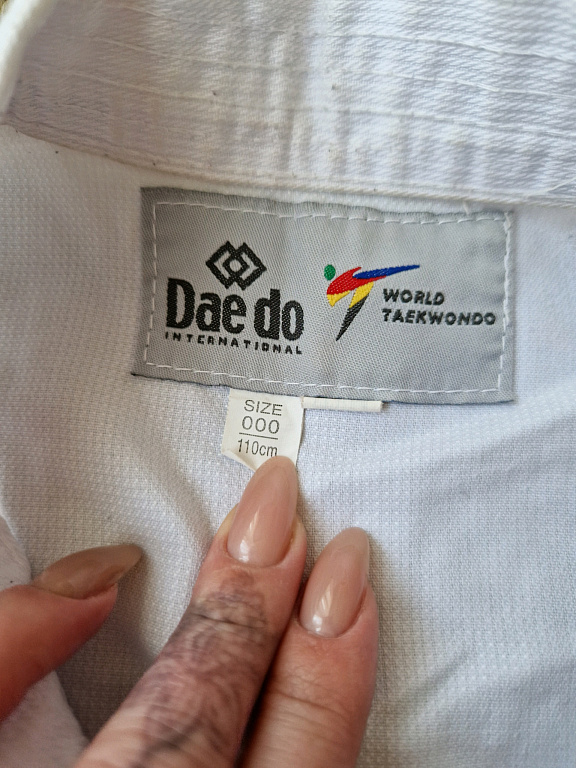 Dae do
INTERNATIONAL
WORLD
TAEKWONDO
SIZE
000
110cm